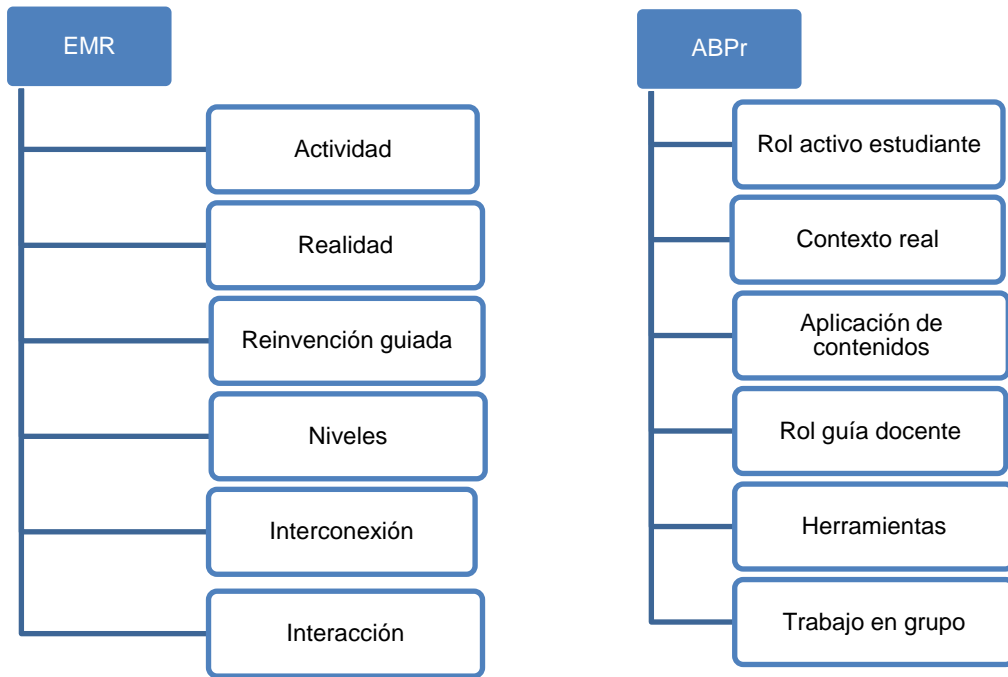 EMR
Actividad
Realidad
Reinvención guiada
Niveles
Interconexión
Interacción
ABPr
Rol activo estudiante
Contexto real
Aplicación de
contenidos
Rol guía docente
Herramientas
Trabajo en grupo